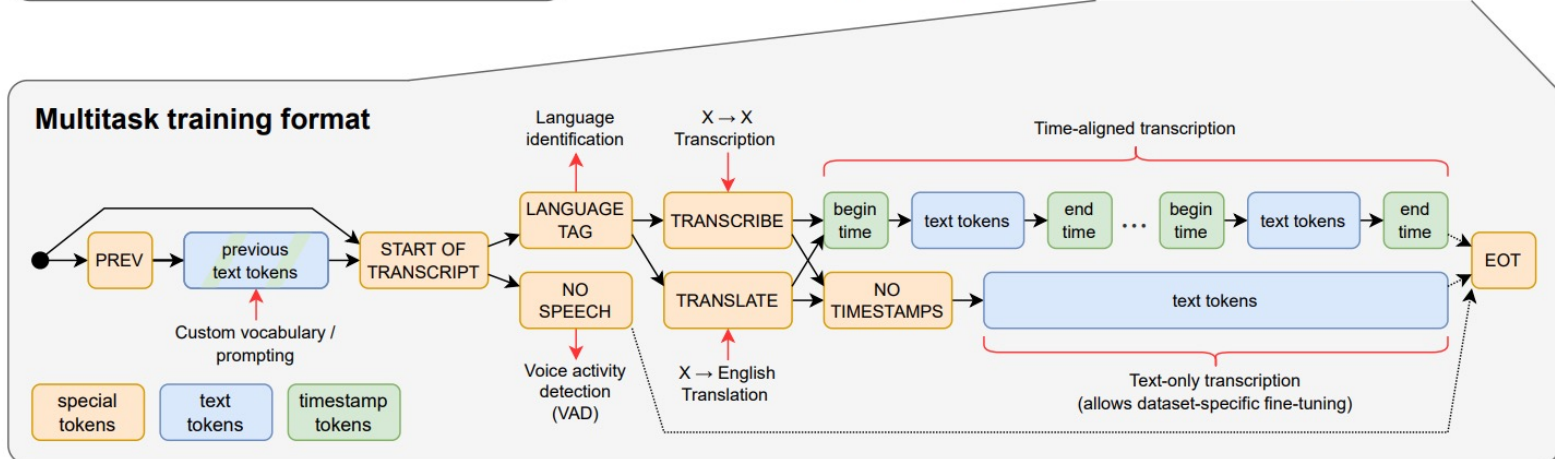 Multitask training format
Language
identification
X → X
Transcription
Time-aligned transcription
PREV
previous
text tokens
START OF
TRANSCRIPT
LANGUAGE
TAG
NO
SPEECH
TRANSCRIBE
TRANSLATE
begin
time
text tokens
end
time
...
begin
time
text tokens
end
time
NO
TIMESTAMPS
text tokens
EOT
Custom vocabulary /
prompting
Voice activity
detection
(VAD)
X → English
Translation
Text-only transcription
(allows dataset-specific fine-tuning)
special
tokens
text
tokens
timestamp
tokens